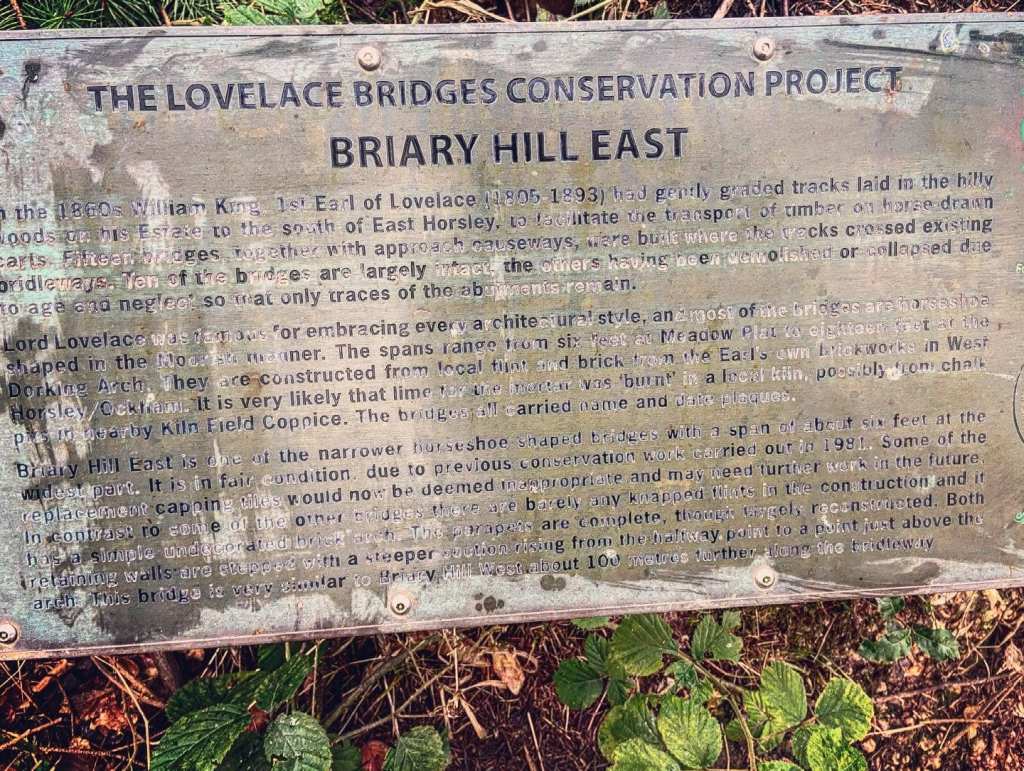 THE LOVELACE BRIDGES CONSERVATION PROJECT
BRIARY HILL EAST
n the 1860s William King, 1st Earl of Lovelace (1805-1893) had gently graded tracks laid in the hilly
woods on his Estate to the south of East Horsley, to facilitate the transport of timber on horse drawn
carts. Fifteen bridges, together with approach causeways, were built where the tracks crossed existing
bridleways. Ten of the bridges are largely intact, the others having been demolished or collapsed due
to age and neglect so that only traces of the abutments remain.
Lord Lovelace was famous for embracing every architectural style, and most of the bridges are horseshoe
shaped in the Moorish manner. The spans range from six feet at Meadow Plat to eighteen feet at the
Dorking Arch. They are constructed from local flint and brick from the Earl's own brickworks in West
Horsley/Ockham. It is very likely that lime for the mortar was 'burnt' in a local kiln, possibly from chalk
pits in nearby Kiln Field Coppice. The bridges all carried name and date plaques.
Briary Hill East is one of the narrower horseshoe shaped bridges with a span of about six feet at the
widest part. It is in fair condition, due to previous conservation work carried out in 1981. Some of the
replacement capping tiles would now be deemed inappropriate and may need further work in the future.
In contrast to some of the other bridges there are barely any knapped flints in the construction and it
has a simple undecorated brick arch. The parapets are complete, though largely reconstructed. Both
retaining walls are stepped with a steeper section rising from the halfway point to a point just above the
arch. This bridge is very similar to Briary Hill West about 100 metres further along the bridleway